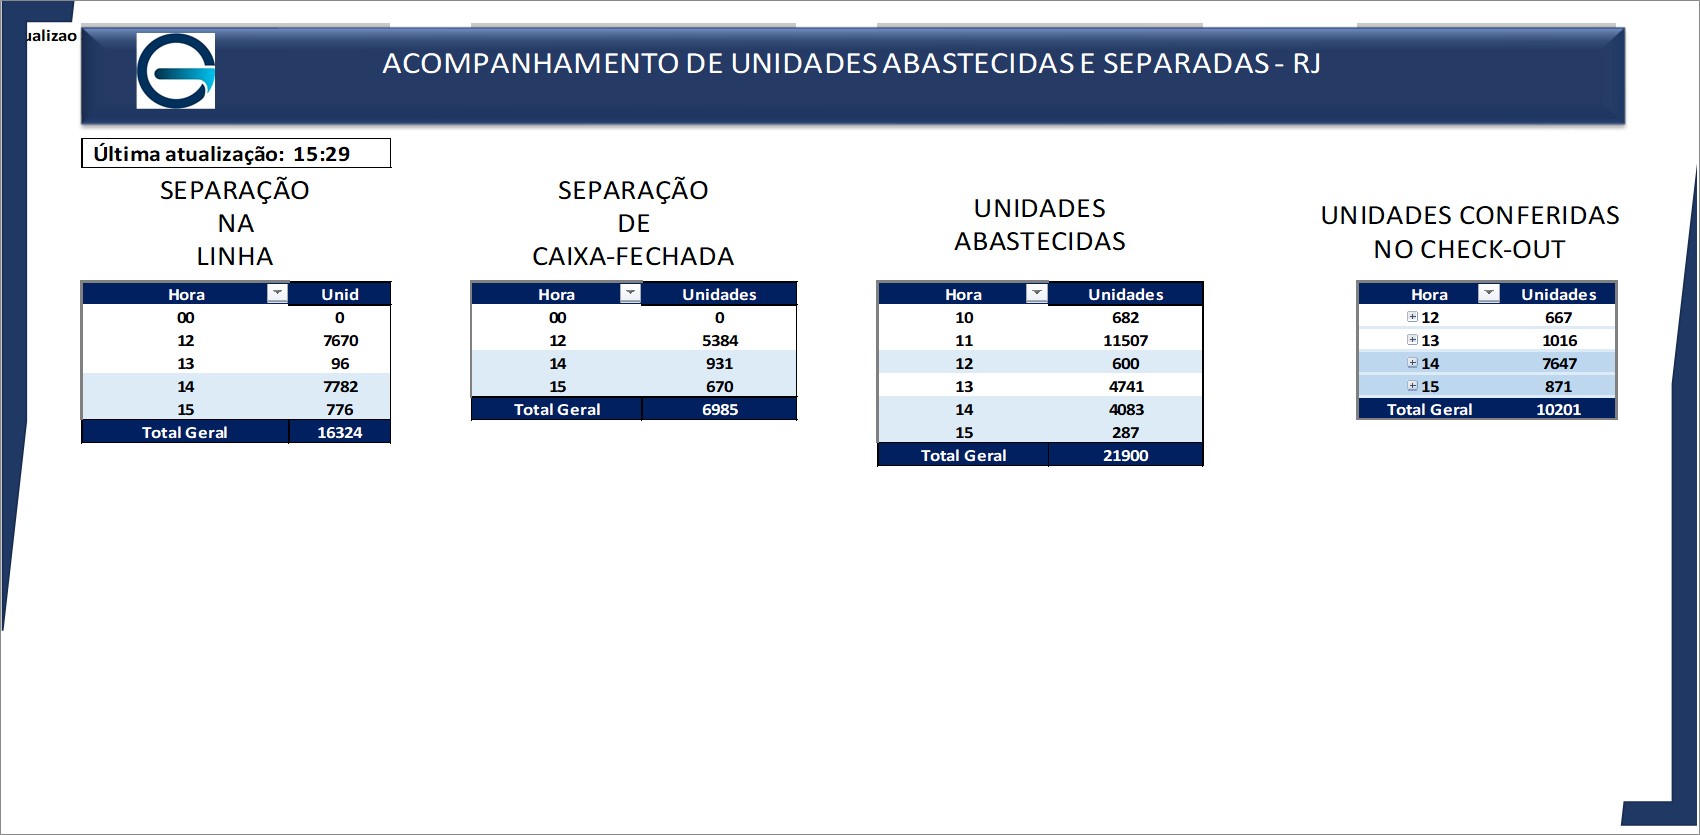 ualizao
ACOMPANHAMENTO DE UNIDADES ABASTECIDAS E SEPARADAS - RJ
Última atualização: 15:29
SEPARAÇÃO
NA
LINHA
Hora Unid
00 0
12 7670
13 96
14 7782
15 776
Total Geral 16324
SEPARAÇÃO
DE
CAIXA-FECHADA
Hora Unidades
00 0
12 5384
14 931
15 670
Total Geral 6985
UNIDADES
ABASTECIDAS
Hora Unidades
10 682
11 11507
12 600
13 4741
14 4083
15 287
Total Geral 21900
UNIDADES CONFERIDAS
NO CHECK-OUT
Hora Unidades
12 667
13 1016
14 7647
15 871
Total Geral 10201